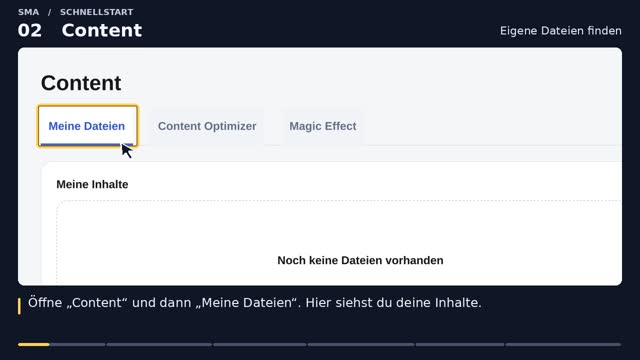 SMA / SCHNELLSTART
02 Content
Eigene Dateien finden
Content
Meine Dateien
Content Optimizer
Magic Effect
Meine Inhalte
Noch keine Dateien vorhanden
Öffne „Content“ und dann „Meine Dateien“. Hier siehst du deine Inhalte.